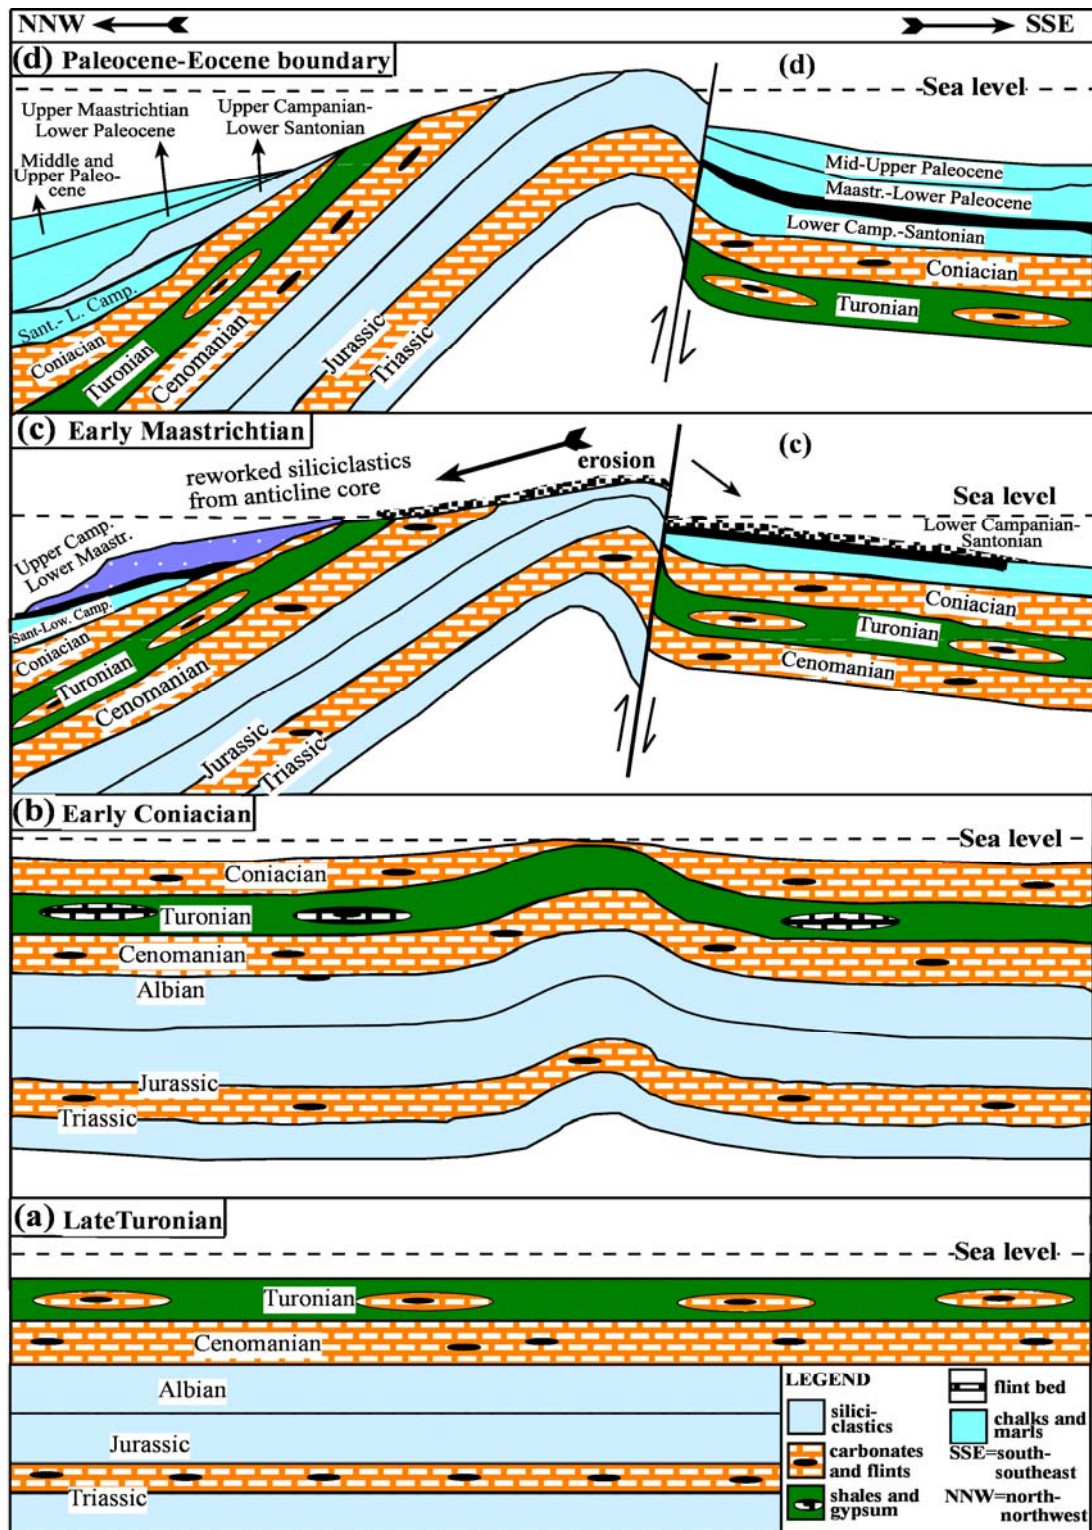 NNW SSE
(d) Paleocene-Eocene boundary
(d)
Sea level
Upper Maastrichtian
Lower Paleocene
Upper Campanian-
Lower Santonian
Middle and
Upper Paleo-
cene
Mid-Upper Paleocene
Maastr.-Lower Paleocene
Lower Camp.-Santonian
Coniacian
Turonian
Sant.- L. Camp.
Coniacian
Turonian
Cenomanian
Jurassic
Triassic
(c) Early Maastrichtian
(c)
reworked siliciclastics
from anticline core
erosion
Sea level
Lower Campanian-
Santonian
Upper Camp.
Lower Maastr.
Sant-Low. Camp.
Coniacian
Turonian
Cenomanian
Jurassic
Triassic
Coniacian
Turonian
Cenomanian
(b) Early Coniacian
Sea level
Coniacian
Turonian
Cenomanian
Albian
Jurassic
Triassic
(a) LateTuronian
Sea level
Turonian
Cenomanian
Albian
Jurassic
Triassic
LEGEND
silici-
clastics
carbonates
and flints
shales and
gypsum
flint bed
chalks and
marls
SSE=south-
southeast
NNW=north-
northwest